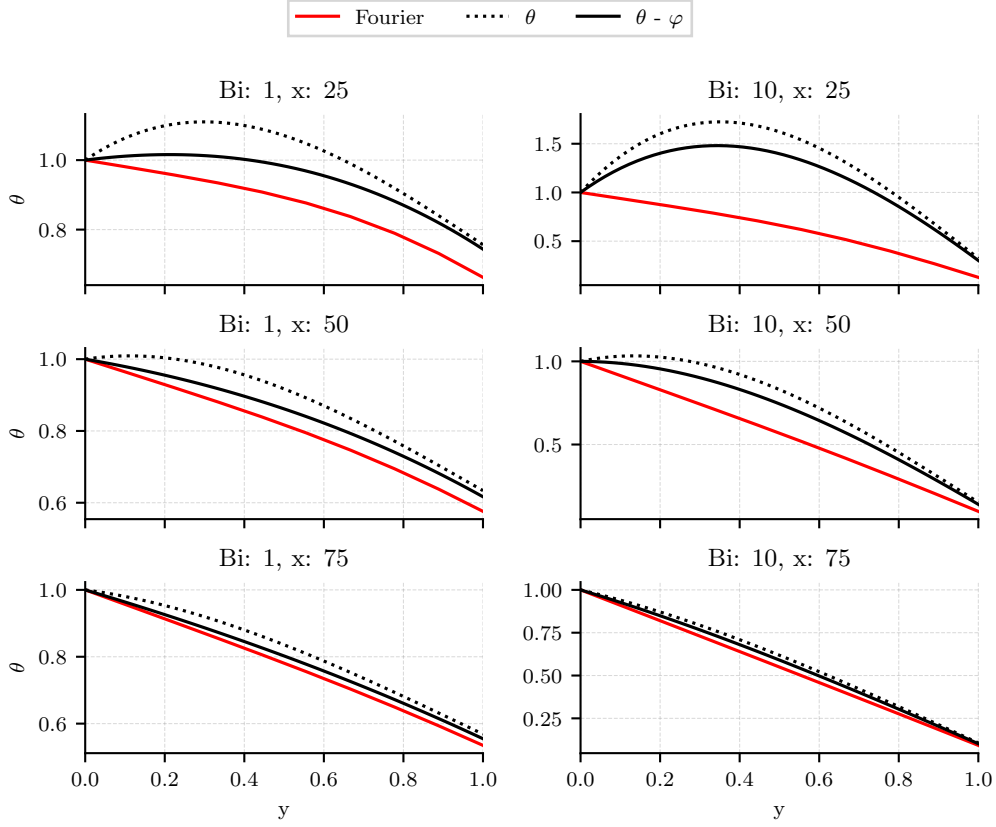 Fourier θ θ - φ
Bi: 1, x: 25 Bi: 10, x: 25
1.0
0.8
θ
1.5
1.0
0.5
Bi: 1, x: 50 Bi: 10, x: 50
1.0
0.8
0.6
θ
1.0
0.5
Bi: 1, x: 75 Bi: 10, x: 75
1.0
0.8
0.6
θ
1.00
0.75
0.50
0.25
0.0 0.2 0.4 0.6 0.8 1.0 0.0 0.2 0.4 0.6 0.8 1.0
y y